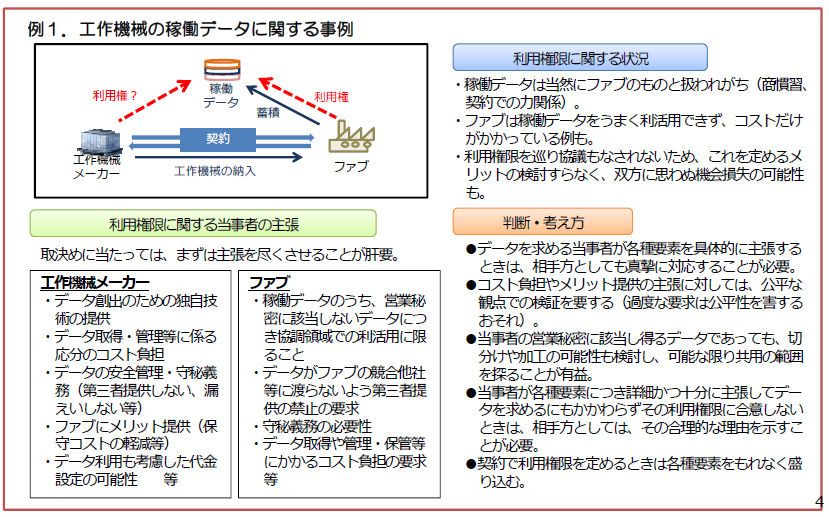 例１．工作機械の稼働データに関する事例
稼働
データ
利用権？
利用権
蓄積
契約
工作機械
メーカー
工作機械の納入
ファブ
利用権限に関する状況
・稼働データは当然にファブのものと扱われがち（商慣習、
契約での力関係）。
・ファブは稼働データをうまく利活用できず、コストだけ
がかかっている例も。
・利用権限を巡り協議もなされないため、これを定めるメ
リットの検討すらなく、双方に思わぬ機会損失の可能性
も。
利用権限に関する当事者の主張
取決めに当たっては、まずは主張を尽くさせることが肝要。
工作機械メーカー
・データ創出のための独自技
術の提供
・データ取得・管理等に係る
応分のコスト負担
・データの安全管理・守秘義
務（第三者提供しない、漏
えいしない等）
・ファブにメリット提供（保
守コストの軽減等）
・データ利用も考慮した代金
設定の可能性　　等
ファブ
・稼働データのうち、営業秘
密に該当しないデータにつ
き協調領域での利活用に限
ること
・データがファブの競合他社
等に渡らないよう第三者提
供の禁止の要求
・守秘義務の必要性
・データ取得や管理・保管等
にかかるコスト負担の要求
等
判断・考え方
●データを求める当事者が各種要素を具体的に主張する
ときは、相手方としても真摯に対応することが必要。
●コスト負担やメリット提供の主張に対しては、公平な
観点での検証を要する（過度な要求は公平性を害する
おそれ）。
●当事者の営業秘密に該当し得るデータであっても、切
分けや加工の可能性も検討し、可能な限り共用の範囲
を探ることが有益。
●当事者が各種要素につき詳細かつ十分に主張してデー
タを求めるにもかかわらずその利用権限に合意しない
ときは、相手方としては、その合理的な理由を示すこ
とが必要。
●契約で利用権限を定めるときは各種要素をもれなく盛
り込む。
4